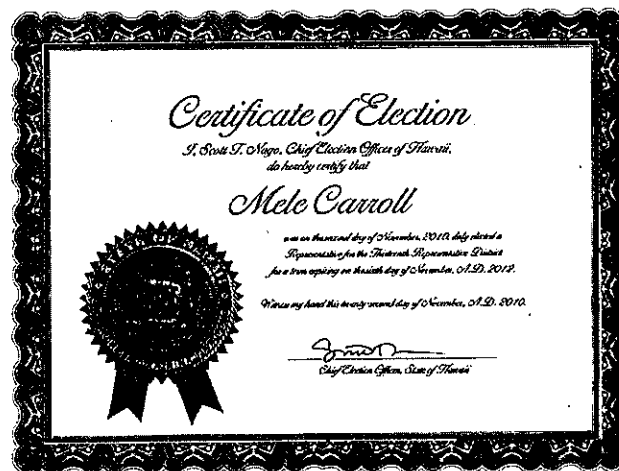 Certificate of Election
I, Scott T. Nago, Chief Election Officer of Hawaii,
do hereby certify that
Mele Carroll
was on the second day of November, 2010, duly elected a
Representative for the Thirteenth Representative District
for a term expiring on the sixth day of November, A.D. 2012.
Witness my hand this twenty-second day of November, A.D. 2010.
Chief Election Officer, State of Hawaii